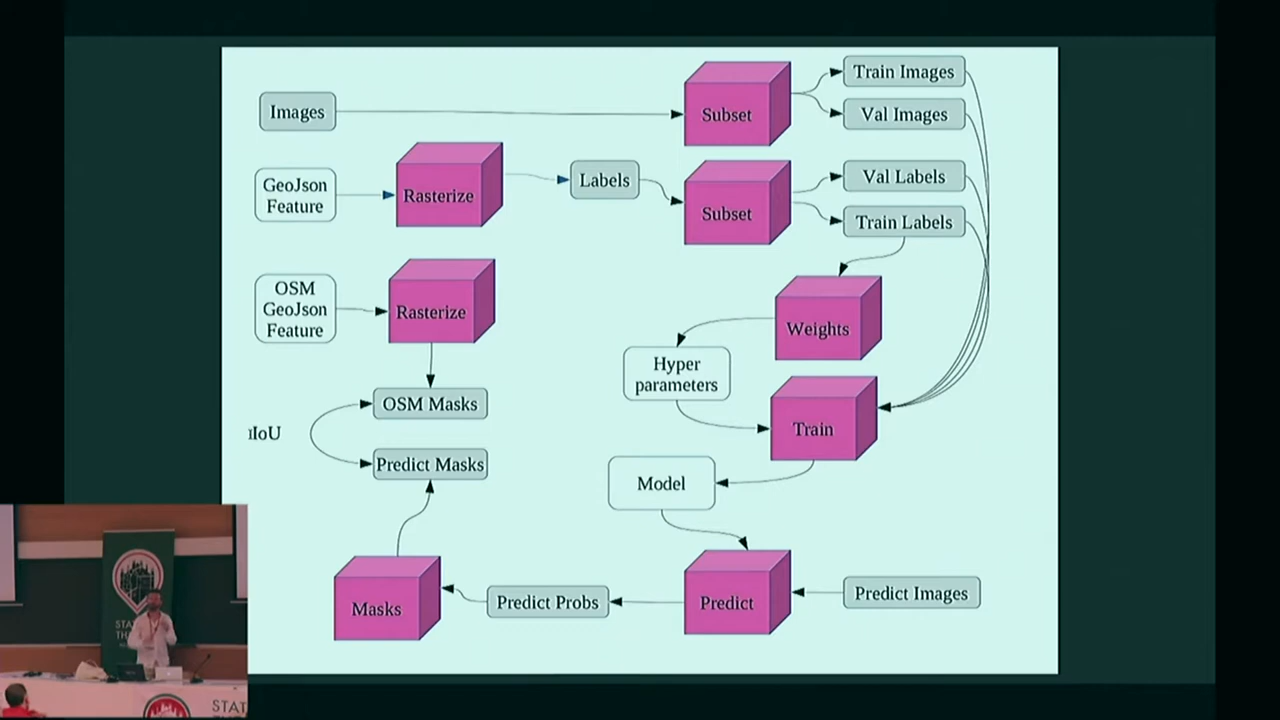 Images
Subset
Train Images
Val Images
GeoJson
Feature
Rasterize
Labels
Subset
Val Labels
Train Labels
OSM
GeoJson
Feature
Rasterize
Weights
Hyper
parameters
Train
OSM Masks
IoU
Predict Masks
Model
Masks
Predict Probs
Predict
Predict Images
STAT